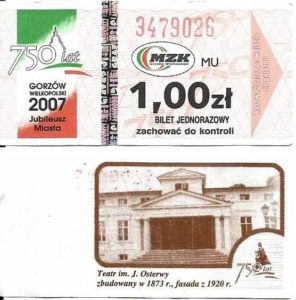 3479026
750 lat
GORZÓW
WIELKOPOLSKI
2007
Jubileusz
Miasta
MZK
MU
1,00zł
BILET JEDNORAZOWY
zachować do kontroli
Teatr im. J. Osterwy
zbudowany w 1873 r., fasada z 1920 r.
750 lat